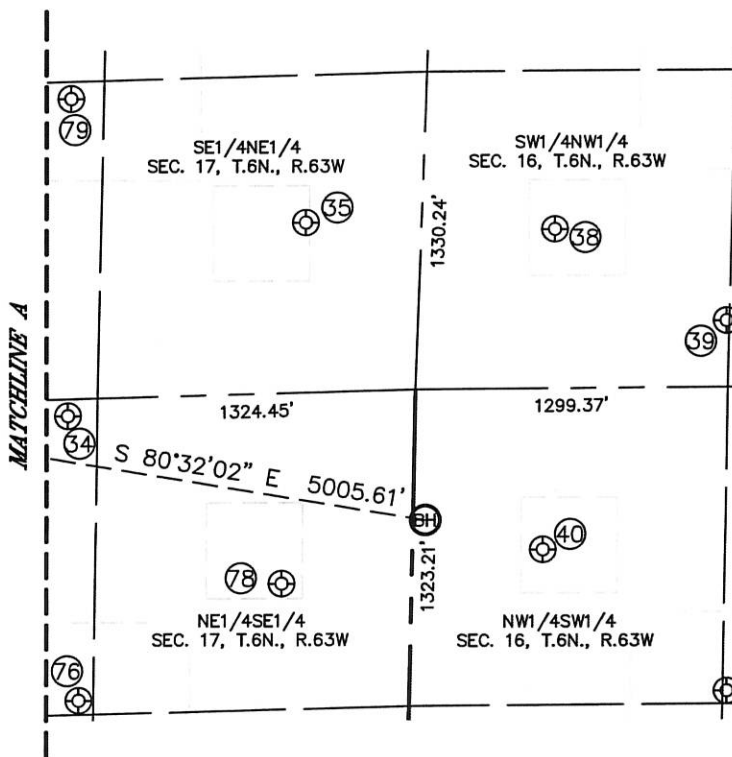 79
SE1/4NE1/4
SEC. 17, T.6N., R.63W
SW1/4NW1/4
SEC. 16, T.6N., R.63W
35
38
1330.24'
39
MATCHLINE A
1324.45'
1299.37'
34
S 80°32'02" E 5005.61'
BH
40
78
1323.21'
NE1/4SE1/4
SEC. 17, T.6N., R.63W
NW1/4SW1/4
SEC. 16, T.6N., R.63W
76